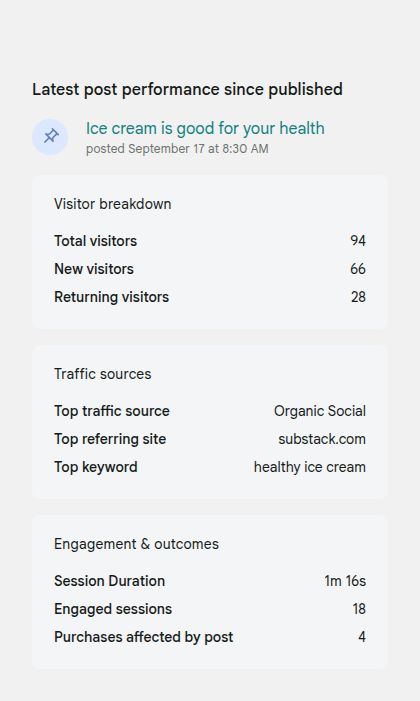 Latest post performance since published
Ice cream is good for your health
posted September 17 at 8:30 AM
Visitor breakdown
Total visitors 94
New visitors 66
Returning visitors 28
Traffic sources
Top traffic source Organic Social
Top referring site substack.com
Top keyword healthy ice cream
Engagement & outcomes
Session Duration 1m 16s
Engaged sessions 18
Purchases affected by post 4